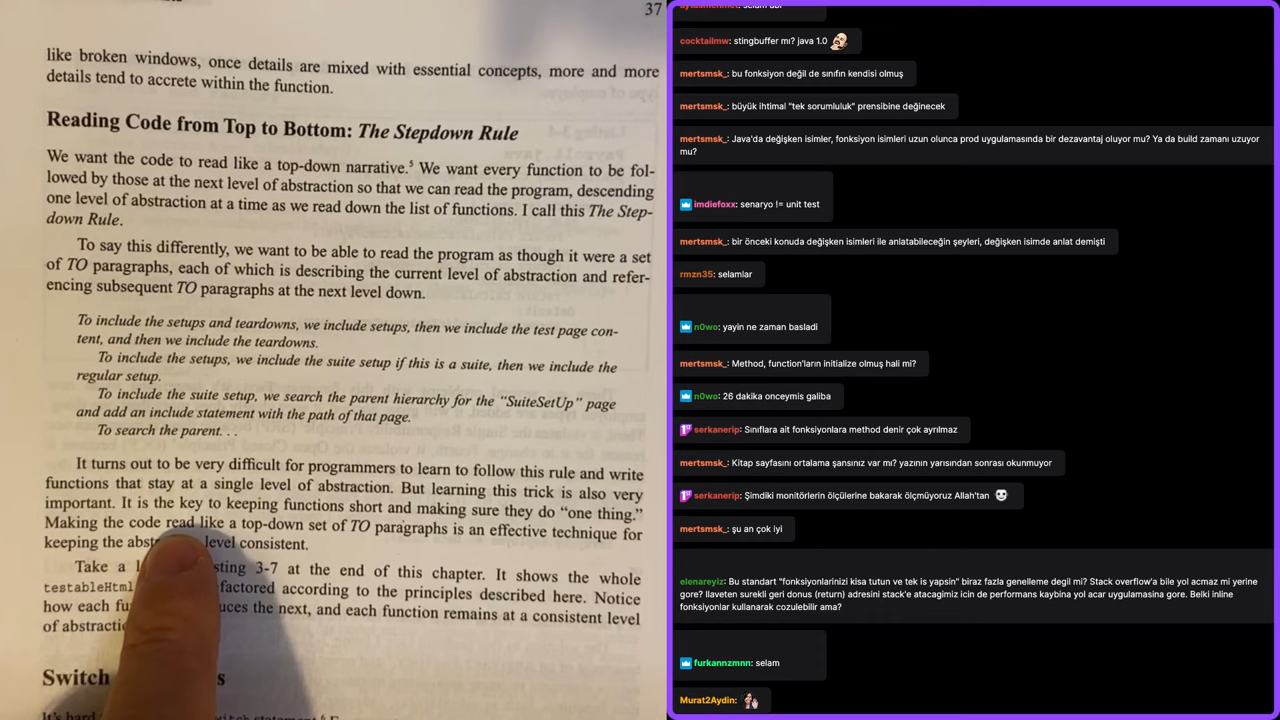 37
like broken windows, once details are mixed with essential concepts, more and more
details tend to accrete within the function.
Reading Code from Top to Bottom: The Stepdown Rule
We want the code to read like a top-down narrative.5 We want every function to be fol-
lowed by those at the next level of abstraction so that we can read the program, descending
one level of abstraction at a time as we read down the list of functions. I call this The Step-
down Rule.
To say this differently, we want to be able to read the program as though it were a set
of TO paragraphs, each of which is describing the current level of abstraction and refer-
encing subsequent TO paragraphs at the next level down.
To include the setups and teardowns, we include setups, then we include the test page con-
tent, and then we include the teardowns.
To include the setups, we include the suite setup if this is a suite, then we include the
regular setup.
To include the suite setup, we search the parent hierarchy for the “SuiteSetUp” page
and add an include statement with the path of that page.
To search the parent. . .
It turns out to be very difficult for programmers to learn to follow this rule and write
functions that stay at a single level of abstraction. But learning this trick is also very
important. It is the key to keeping functions short and making sure they do “one thing.”
Making the code read like a top-down set of TO paragraphs is an effective technique for
keeping the level consistent.
Take a 3-7 at the end of this chapter. It shows the whole
testableHtml according to the principles described here. Notice
how each the next, and each function remains at a consistent level
of
Switch
It's hard
cocktailmw: stingbuffer mı? java 1.0
mertsmsk_: bu fonksiyon değil de sınıfın kendisi olmuş
mertsmsk_: büyük ihtimal "tek sorumluluk" prensibine değinecek
mertsmsk_: Java'da değişken isimler, fonksiyon isimleri uzun olunca prod uygulamasında bir dezavantaj oluyor mu? Ya da build zamanı uzuyor
mu?
imdiefoxx: senaryo != unit test
mertsmsk_: bir önceki konuda değişken isimleri ile anlatabileceğin şeyleri, değişken isimde anlat demişti
rmzn35: selamlar
n0wo: yayin ne zaman basladi
mertsmsk_: Method, function'ların initialize olmuş hali mi?
n0wo: 26 dakika onceymis galiba
serkanerip: Sınıflara ait fonksiyonlara method denir çok ayrılmaz
mertsmsk_: Kitap sayfasını ortalama şansınız var mı? yazının yarısından sonrası okunmuyor
serkanerip: Şimdiki monitörlerin ölçülerine bakarak ölçmüyoruz Allah'tan
mertsmsk_: şu an çok iyi
elenareyiz: Bu standart "fonksiyonlarinizi kisa tutun ve tek is yapsin" biraz fazla genelleme degil mi? Stack overflow'a bile yol acmaz mi yerine
gore? Ilaveten surekli geri donus (return) adresini stack'e atacagimiz icin de performans kaybina yol acar uygulamasina gore. Belki inline
fonksiyonlar kullanarak cozulebilir ama?
furkannzmnn: selam
Murat2Aydin: